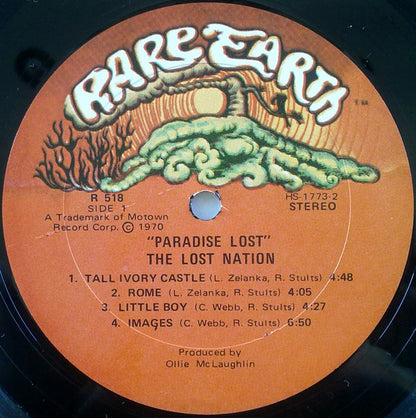 RARE EARTH
TM
R 518
SIDE 1
A Trademark of Motown
Record Corp. Ⓒ 1970
HS-1773-2
STEREO
"PARADISE LOST"
THE LOST NATION
1. TALL IVORY CASTLE (L. Zelanka, R. Stults) 4:48
2. ROME (L. Zelanka, R. Stults) 4:05
3. LITTLE BOY (C. Webb, R. Stults) 4:27
4. IMAGES (C. Webb, R. Stults) 6:50
Produced by
Ollie McLaughlin